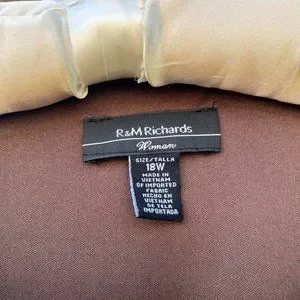 R&M Richards
Woman
SIZE/TALLA
18W
MADE IN
VIETNAM
OF IMPORTED
FABRIC
HECHO EN
VIETNAM
DE TELA
IMPORTADA